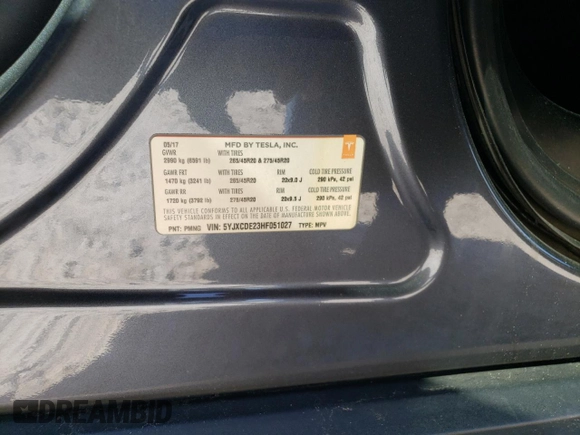 05/17 MFD BY TESLA, INC.
GVWR WITH TIRES
2990 kg (6591 lb) 265/45R20 & 275/45R20
GAWR FRT WITH TIRES RIM COLD TIRE PRESSURE
1470 kg (3241 lb) 265/45R20 20x9.0 J 290 kPa, 42 psi
GAWR RR WITH TIRES RIM COLD TIRE PRESSURE
1720 kg (3792 lb) 275/45R20 20x9.5 J 290 kPa, 42 psi
THIS VEHICLE CONFORMS TO ALL APPLICABLE U.S. FEDERAL MOTOR VEHICLE
SAFETY STANDARDS IN EFFECT ON THE DATE OF MANUFACTURE SHOWN ABOVE.
PNT: PMNG VIN: 5YJXCDE23HF051027 TYPE: MPV
DREAMBID